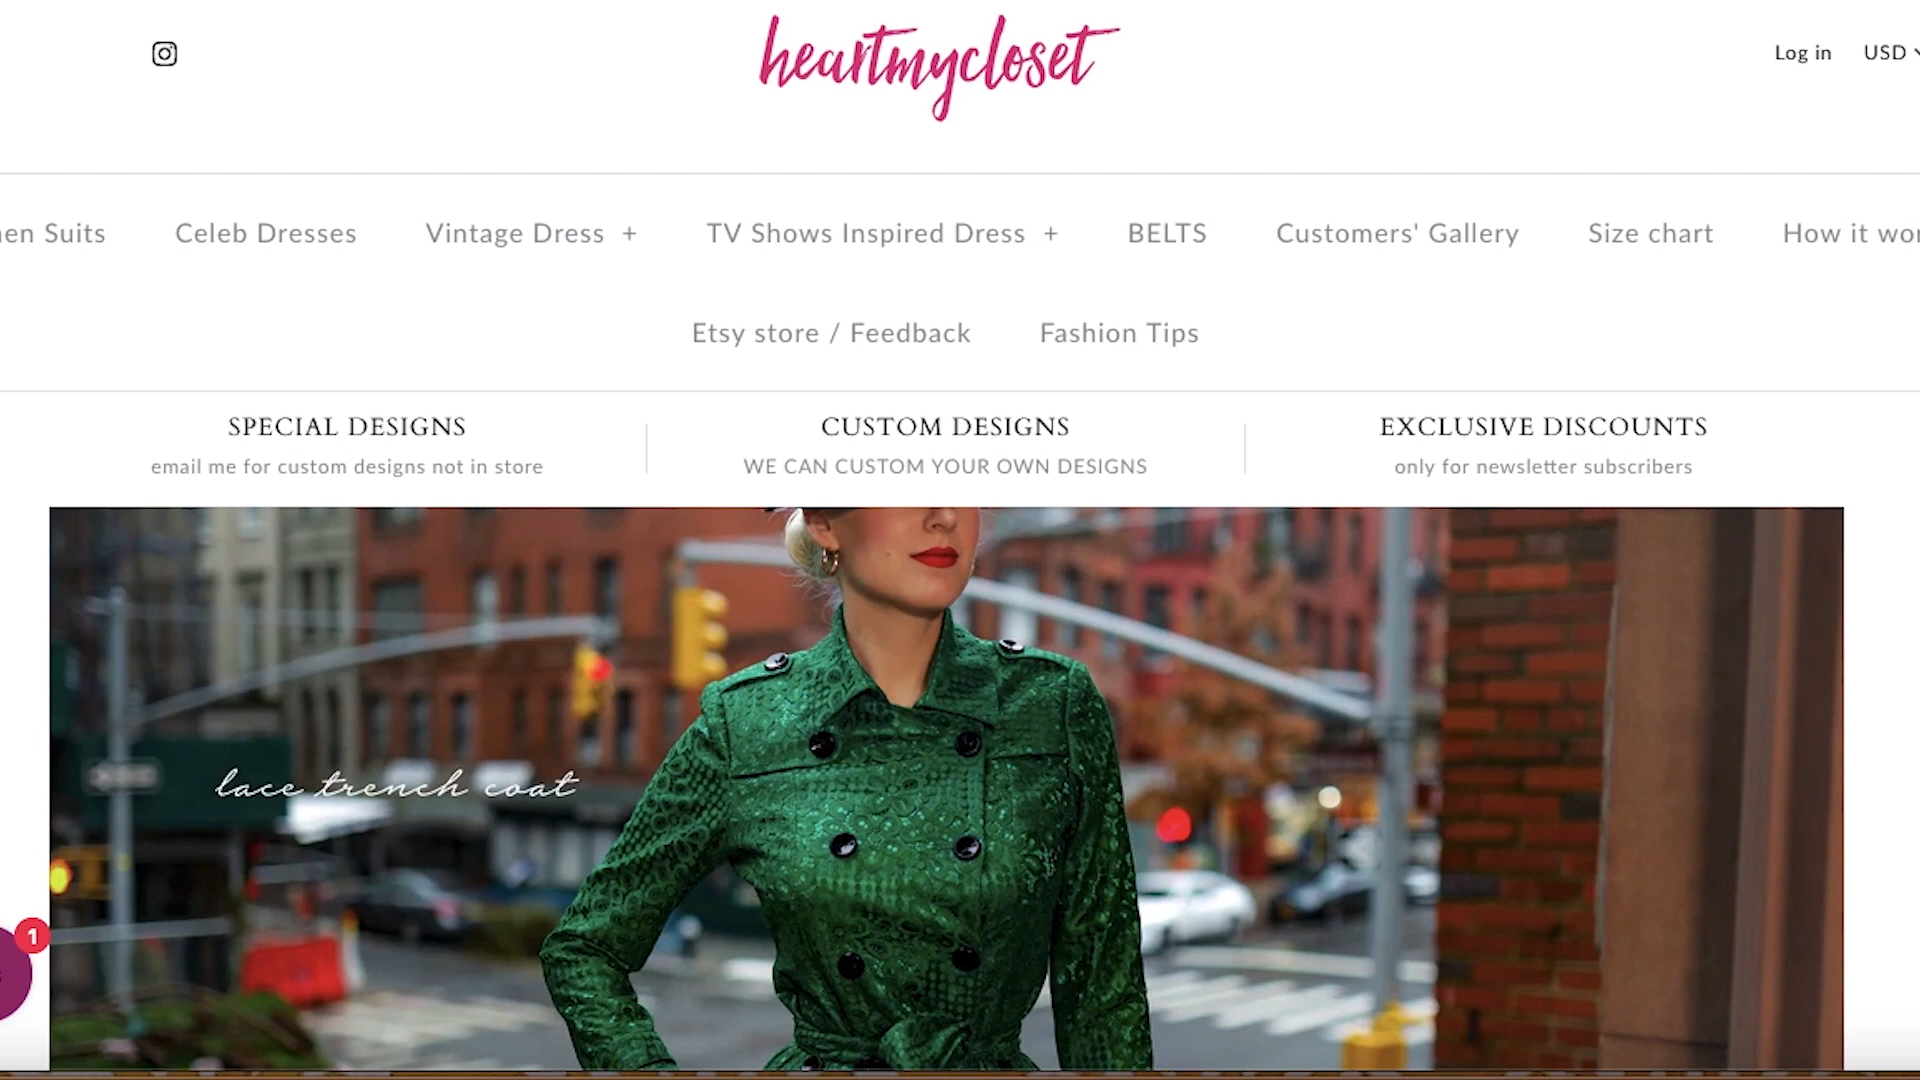 heartmycloset
Log in USD
en Suits Celeb Dresses Vintage Dress + TV Shows Inspired Dress + BELTS Customers' Gallery Size chart How it wor
Etsy store / Feedback Fashion Tips
SPECIAL DESIGNS
email me for custom designs not in store
CUSTOM DESIGNS
WE CAN CUSTOM YOUR OWN DESIGNS
EXCLUSIVE DISCOUNTS
only for newsletter subscribers
lace trench coat
1